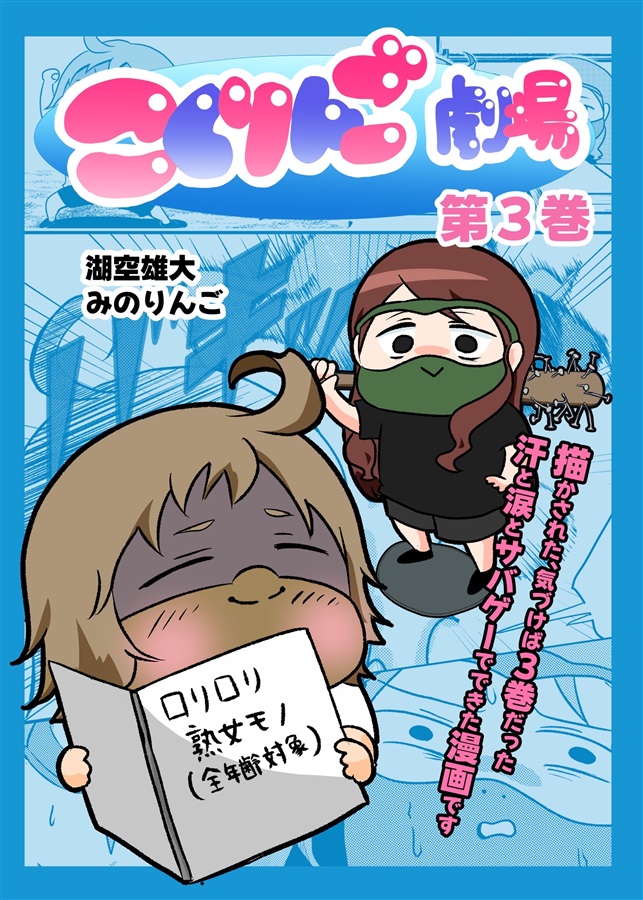 こくりんご劇場
第3巻
湖空雄大
みのりんご
描かされた、気づけば3巻だった
汗と涙とサバゲーでできた漫画です
ロリロリ
熟女モノ
(全年齢対象)